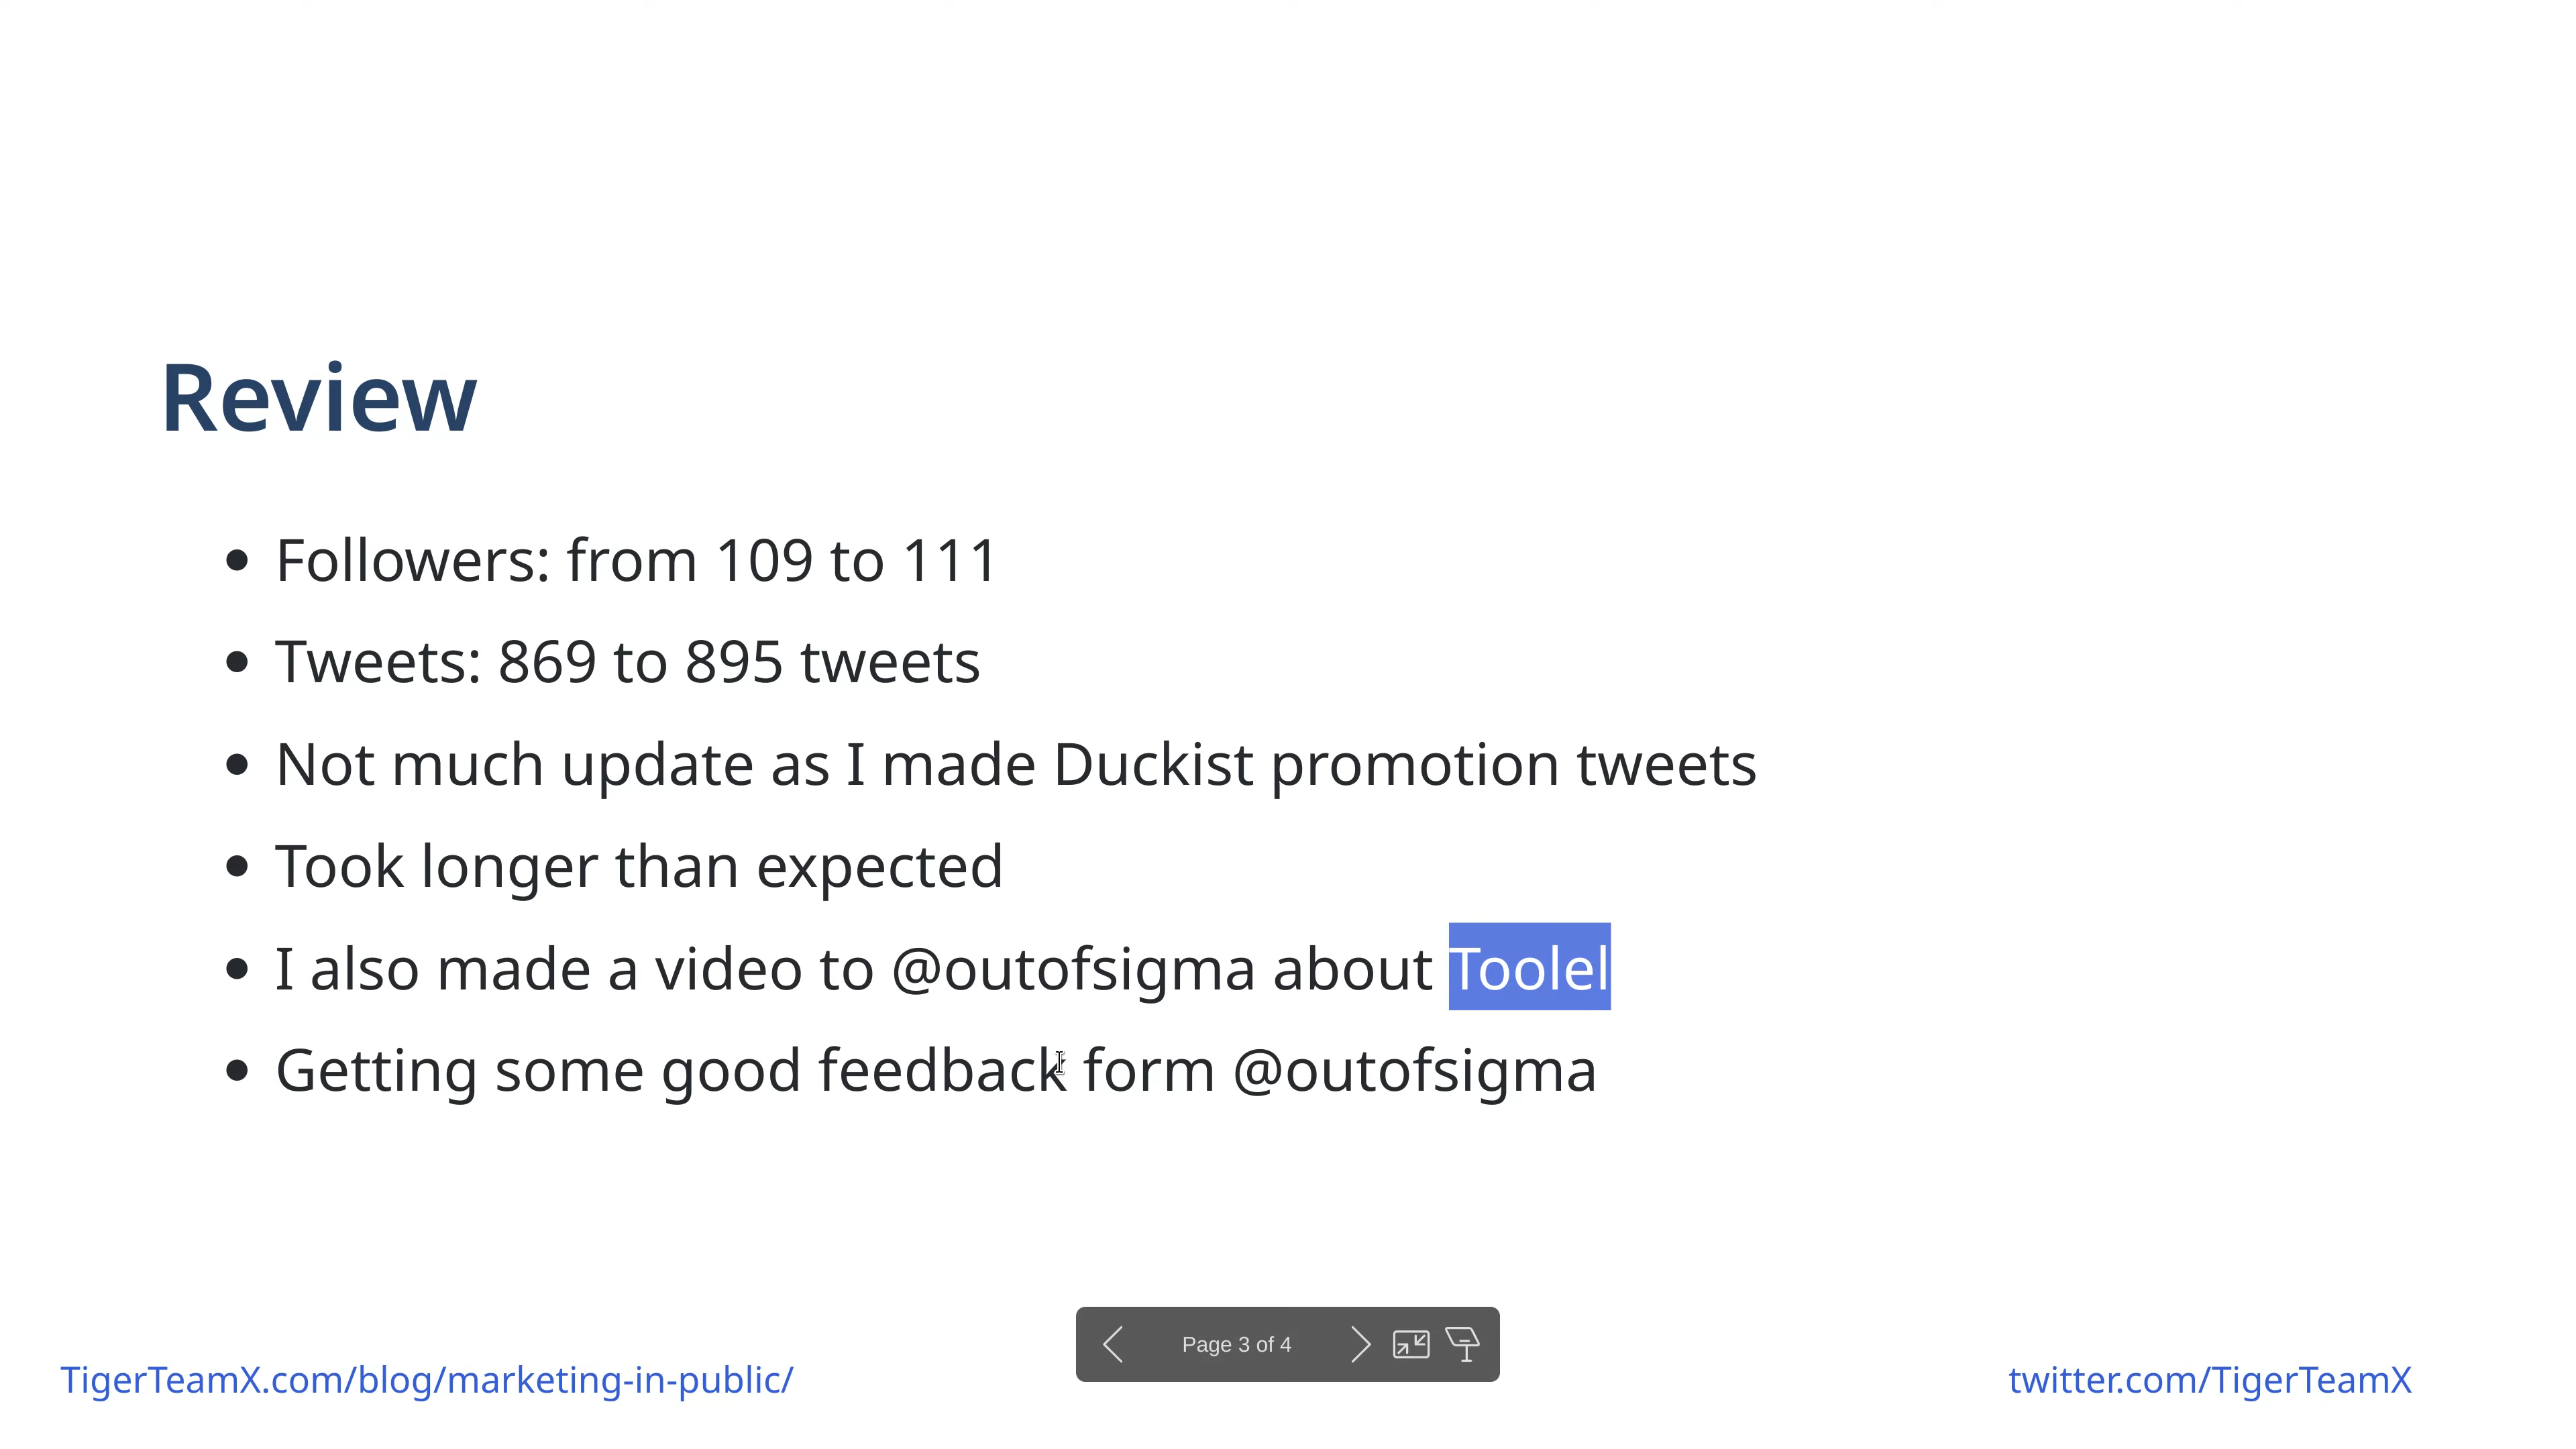 Review
• Followers: from 109 to 111
• Tweets: 869 to 895 tweets
• Not much update as I made Duckist promotion tweets
• Took longer than expected
• I also made a video to @outofsigma about Toolel
• Getting some good feedback form @outofsigma
Page 3 of 4
TigerTeamX.com/blog/marketing-in-public/
twitter.com/TigerTeamX